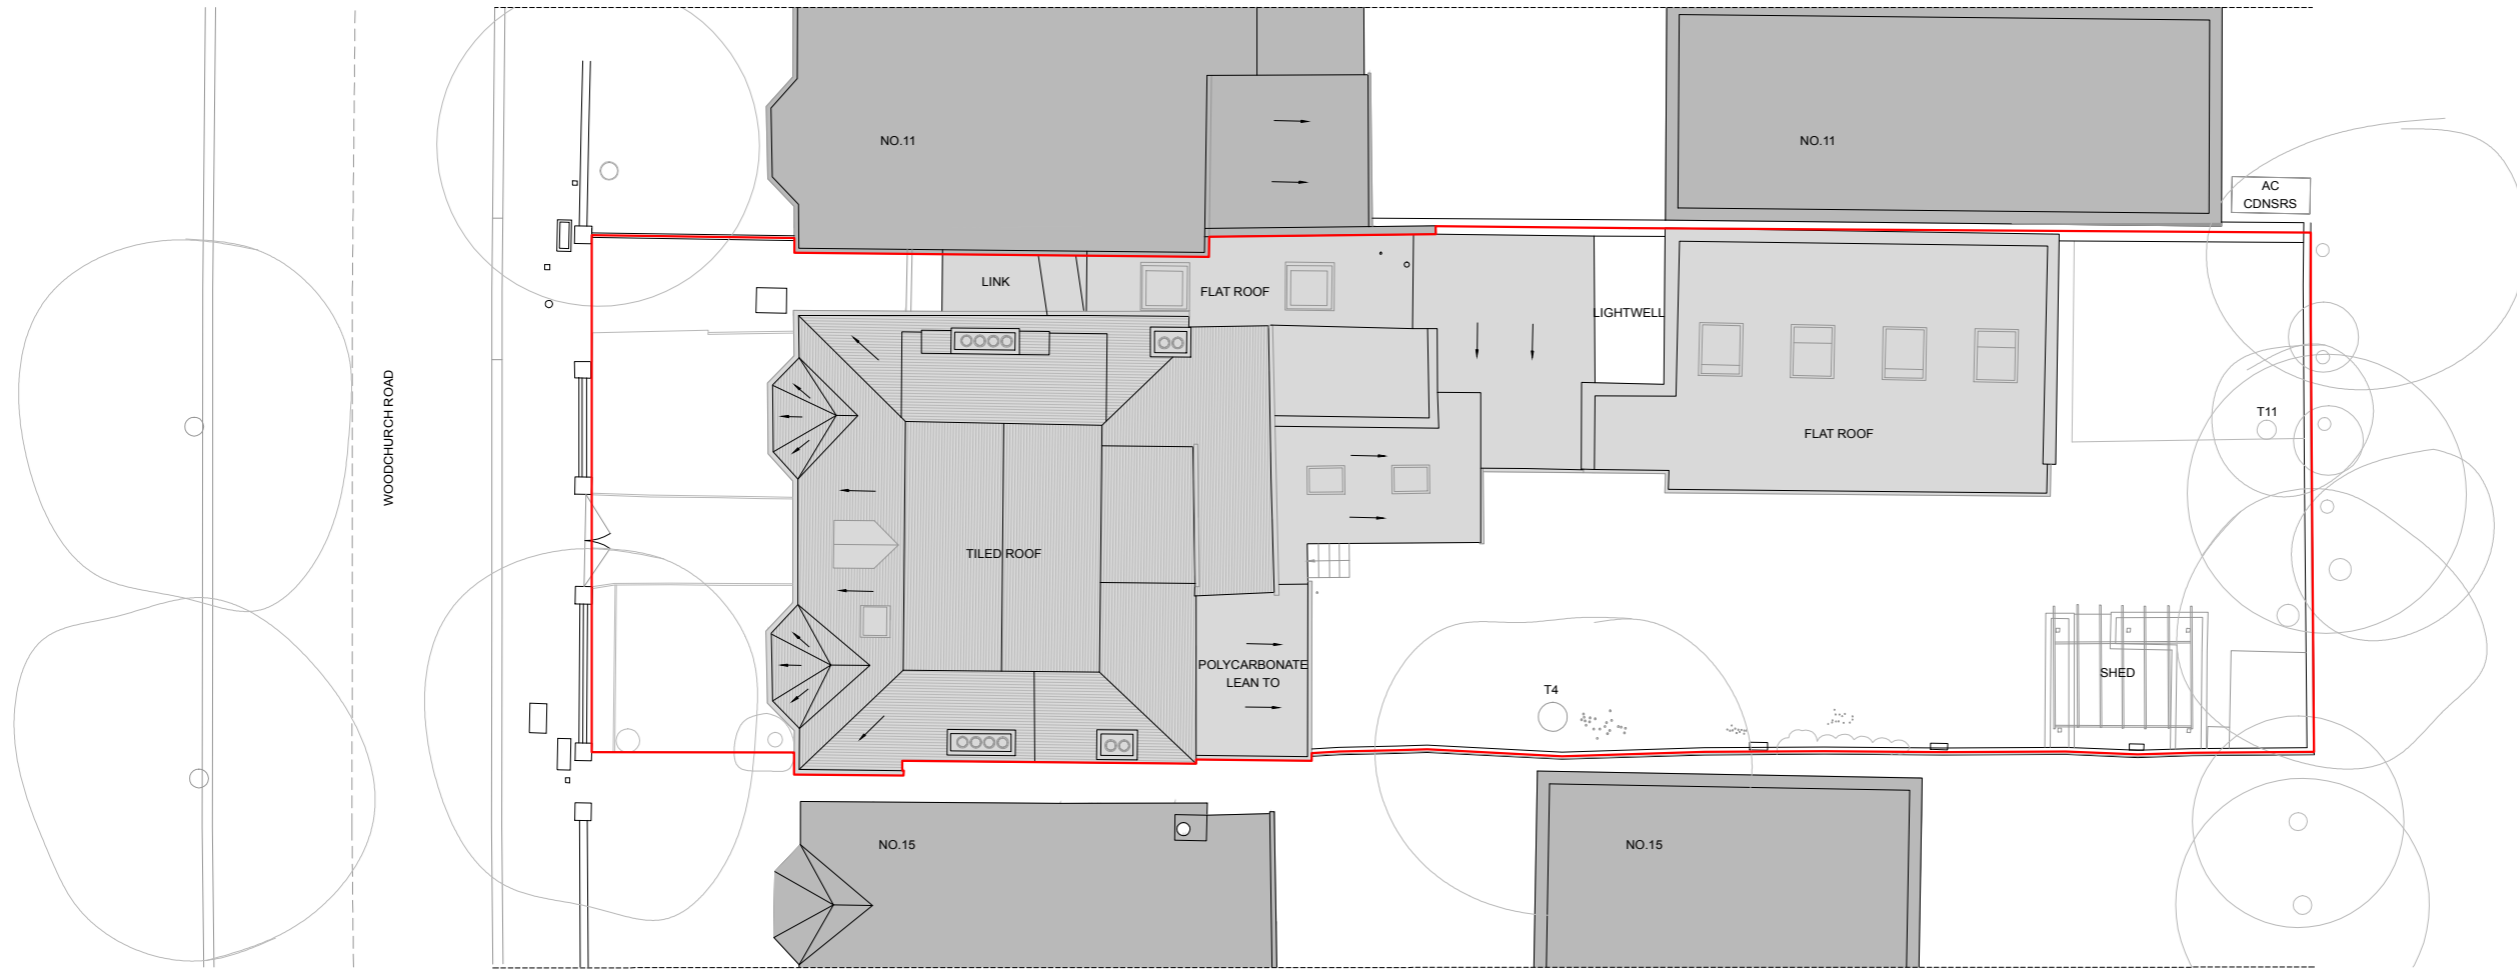 NO.11
NO.11
AC
CDNSRS
LINK
FLAT ROOF
LIGHTWELL
WOODCHURCH ROAD
T11
FLAT ROOF
TILED ROOF
POLYCARBONATE
LEAN TO
SHED
T4
NO.15
NO.15